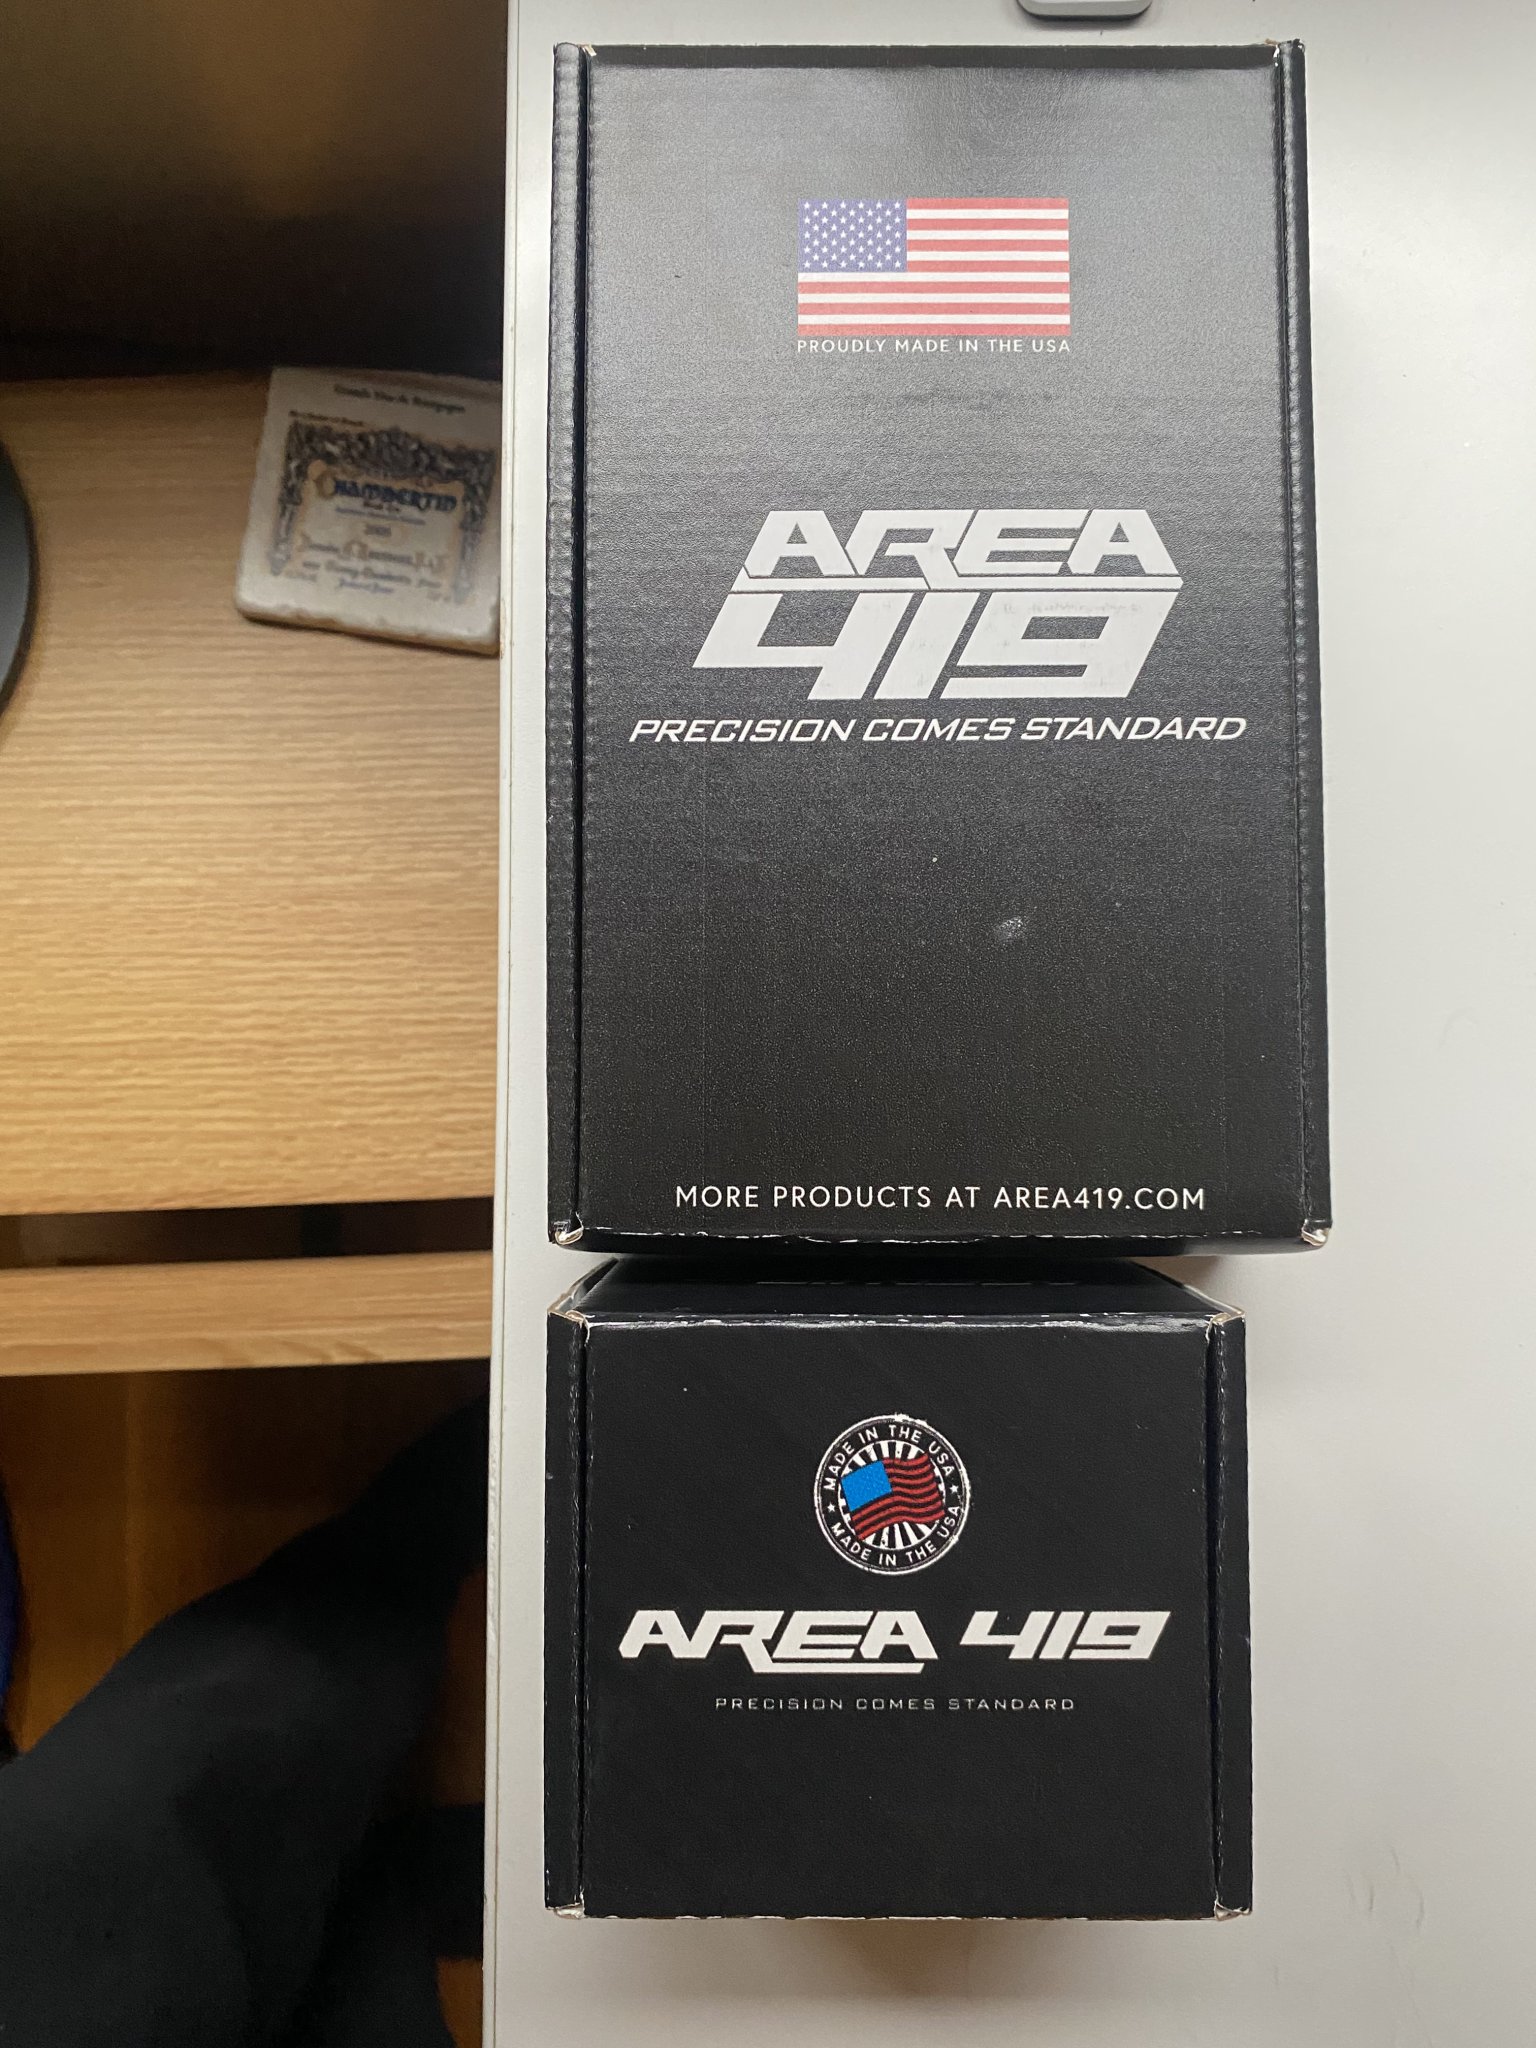 PROUDLY MADE IN THE USA
AREA
419
PRECISION COMES STANDARD
MORE PRODUCTS AT AREA419.COM
MADE IN THE USA
MADE IN THE USA
AREA 419
PRECISION COMES STANDARD
CHAMBERTIN